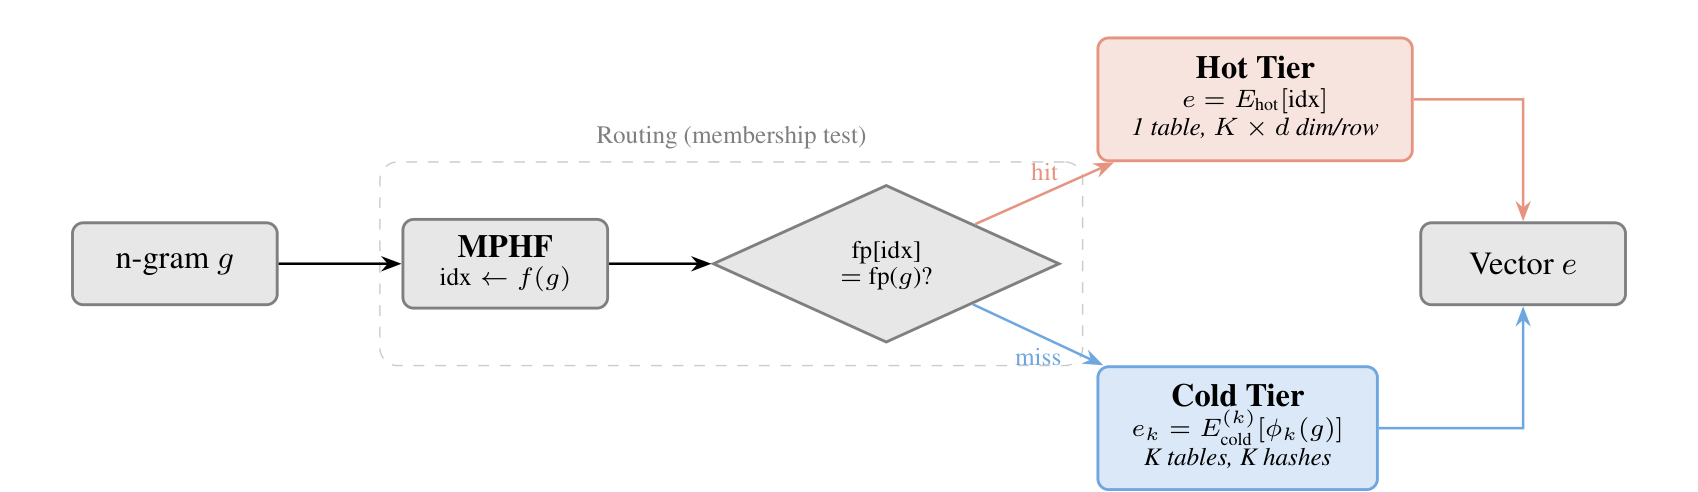 Routing (membership test)
n-gram g
MPHF
idx ← f(g)
fp[idx]
= fp(g)?
hit
miss
Hot Tier
e = E_hot[idx]
1 table, K × d dim/row
Cold Tier
e_k = E_cold^(k)[ϕ_k(g)]
K tables, K hashes
Vector e